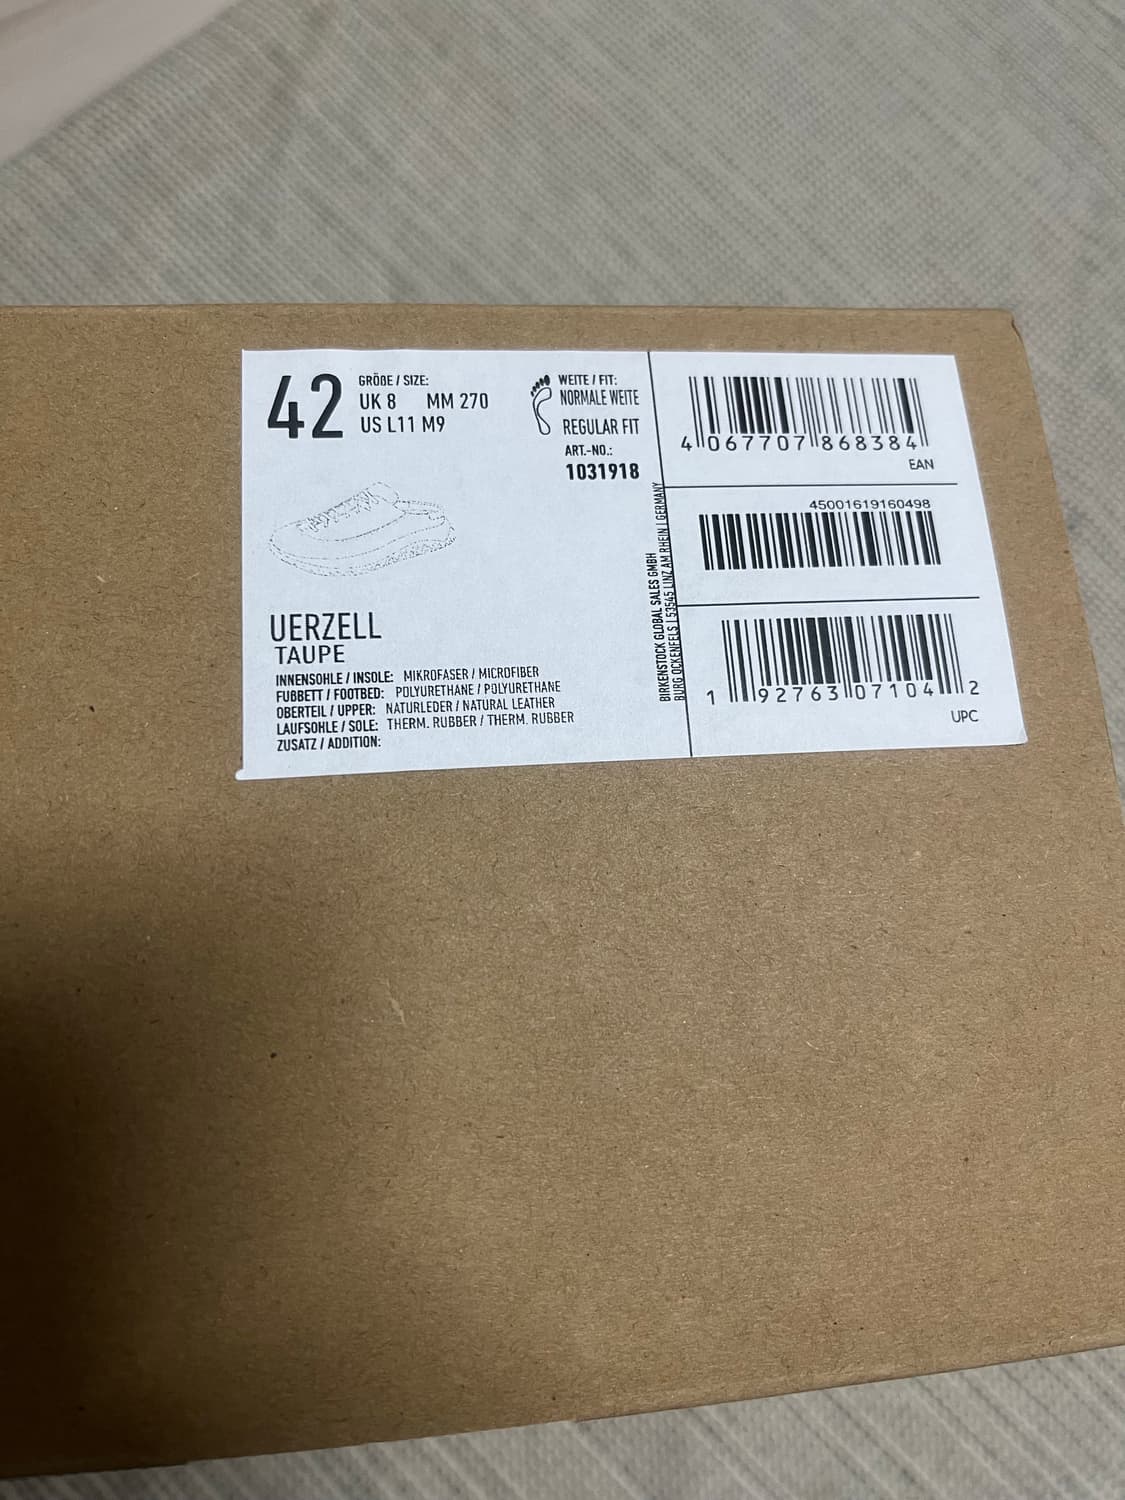 42
GRÖẞE / SIZE:
UK 8 MM 270
US L11 M9
WEITE / FIT:
NORMALE WEITE
REGULAR FIT
ART.-NO.:
1031918
UERZELL
TAUPE
INNENSOHLE / INSOLE: MIKROFASER / MICROFIBER
FUßBETT / FOOTBED: POLYURETHANE / POLYURETHANE
OBERTEIL / UPPER: NATURLEDER / NATURAL LEATHER
LAUFSOHLE / SOLE: THERM. RUBBER / THERM. RUBBER
ZUSATZ / ADDITION:
BIRKENSTOCK GLOBAL SALES GMBH
BURG OCKENFELS | 53545 LINZ AM RHEIN | GERMANY
4 067707 868384
EAN
45001619160498
1 92763 07104 2
UPC